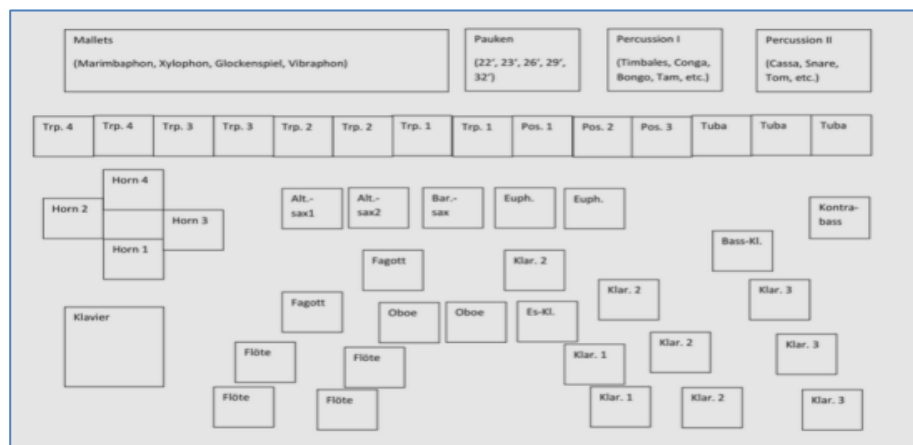 Mallets
(Marimbaphon, Xylophon, Glockenspiel, Vibraphon)
Pauken
(22', 23', 26', 29',
32')
Percussion I
(Timbales, Conga,
Bongo, Tam, etc.)
Percussion II
(Cassa, Snare,
Tom, etc.)
Trp. 4
Trp. 4
Trp. 3
Trp. 3
Trp. 2
Trp. 2
Trp. 1
Trp. 1
Pos. 1
Pos. 2
Pos. 3
Tuba
Tuba
Tuba
Horn 4
Horn 2
Horn 3
Horn 1
Alt.-
sax1
Alt.-
sax2
Bar.-
sax
Euph.
Euph.
Kontra-
bass
Bass-Kl.
Fagott
Klar. 2
Klar. 2
Klar. 3
Fagott
Oboe
Oboe
Es-Kl.
Klavier
Klar. 2
Klar. 3
Flöte
Flöte
Klar. 1
Flöte
Flöte
Klar. 1
Klar. 2
Klar. 3